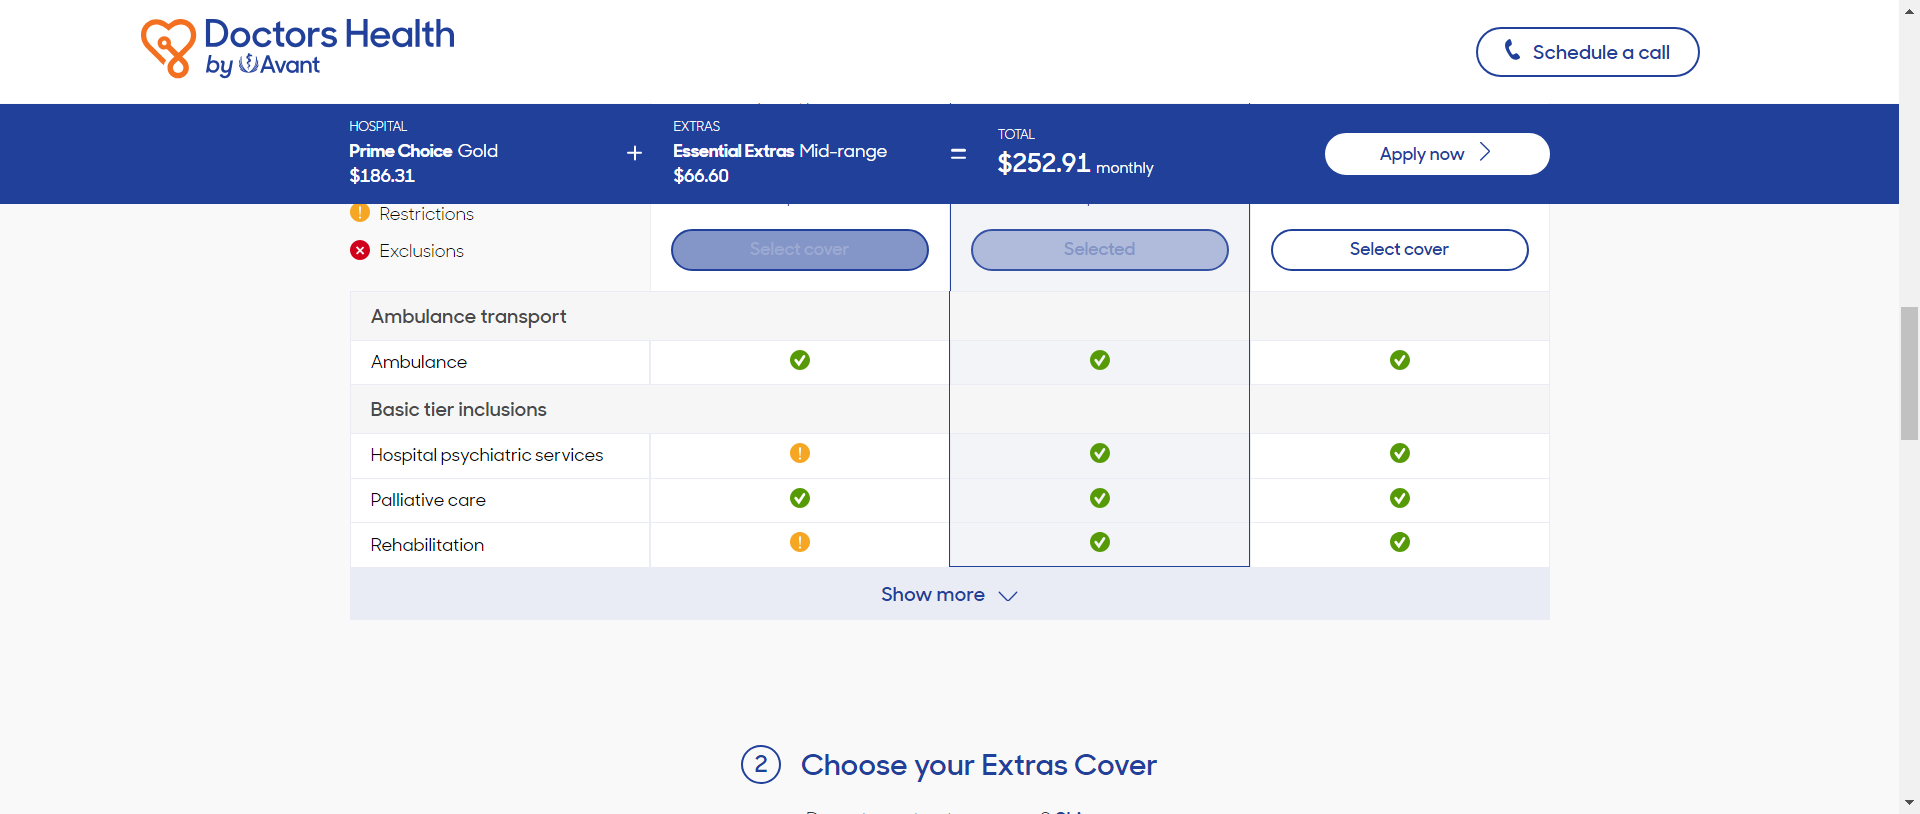 Doctors Health
by Avant
Schedule a call
HOSPITAL
Prime Choice Gold
$186.31
+
EXTRAS
Essential Extras Mid-range
$66.60
=
TOTAL
$252.91 monthly
Apply now
Restrictions
Exclusions
Select cover
Selected
Select cover
Ambulance transport
Ambulance
Basic tier inclusions
Hospital psychiatric services
Palliative care
Rehabilitation
Show more
2 Choose your Extras Cover